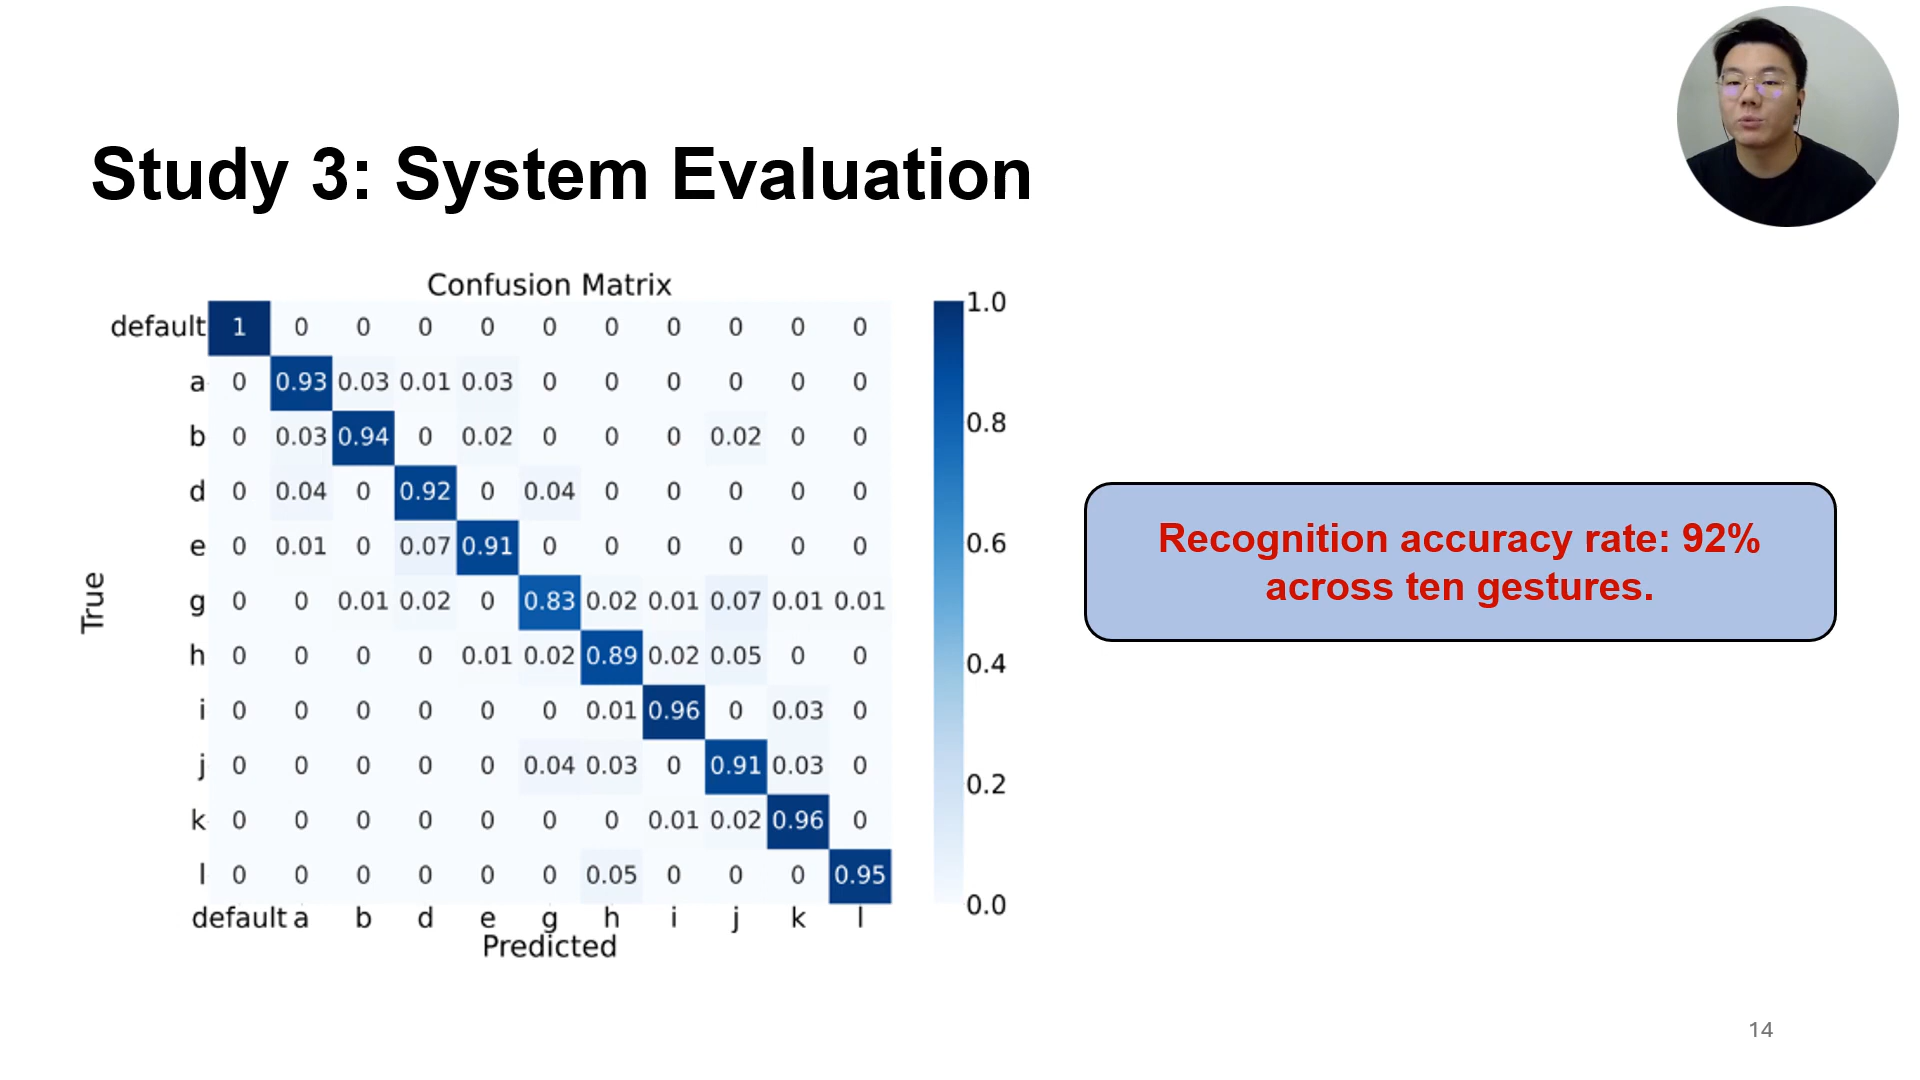 Study 3: System Evaluation
Confusion Matrix
default 1 0 0 0 0 0 0 0 0 0 0
a 0 0.93 0.03 0.01 0.03 0 0 0 0 0 0
b 0 0.03 0.94 0 0.02 0 0 0 0.02 0 0
d 0 0.04 0 0.92 0 0.04 0 0 0 0 0
e 0 0.01 0 0.07 0.91 0 0 0 0 0 0
g 0 0 0.01 0.02 0 0.83 0.02 0.01 0.07 0.01 0.01
h 0 0 0 0 0.01 0.02 0.89 0.02 0.05 0 0
i 0 0 0 0 0 0 0.01 0.96 0 0.03 0
j 0 0 0 0 0 0.04 0.03 0 0.91 0.03 0
k 0 0 0 0 0 0 0 0.01 0.02 0.96 0
l 0 0 0 0 0 0 0.05 0 0 0 0.95
default a b d e g h i j k l
Predicted
True
1.0
0.8
0.6
0.4
0.2
0.0
Recognition accuracy rate: 92%
across ten gestures.
14